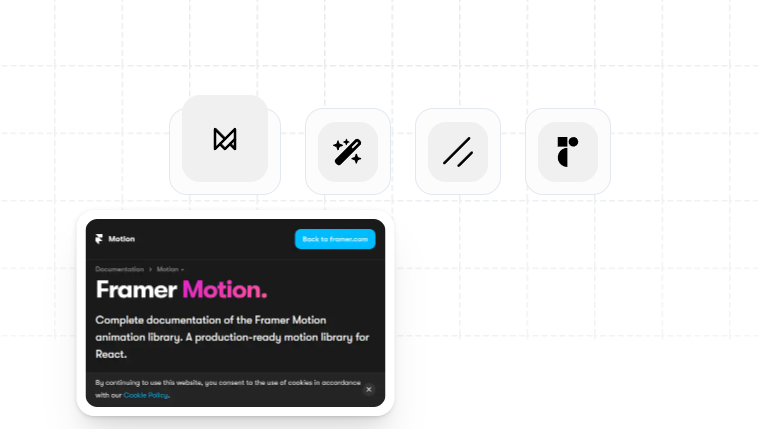 Motion
Back to framer.com
Documentation > Motion
Framer Motion.
Complete documentation of the Framer Motion
animation library. A production-ready motion library for
React.
By continuing to use this website, you consent to the use of cookies in accordance
with our Cookie Policy.